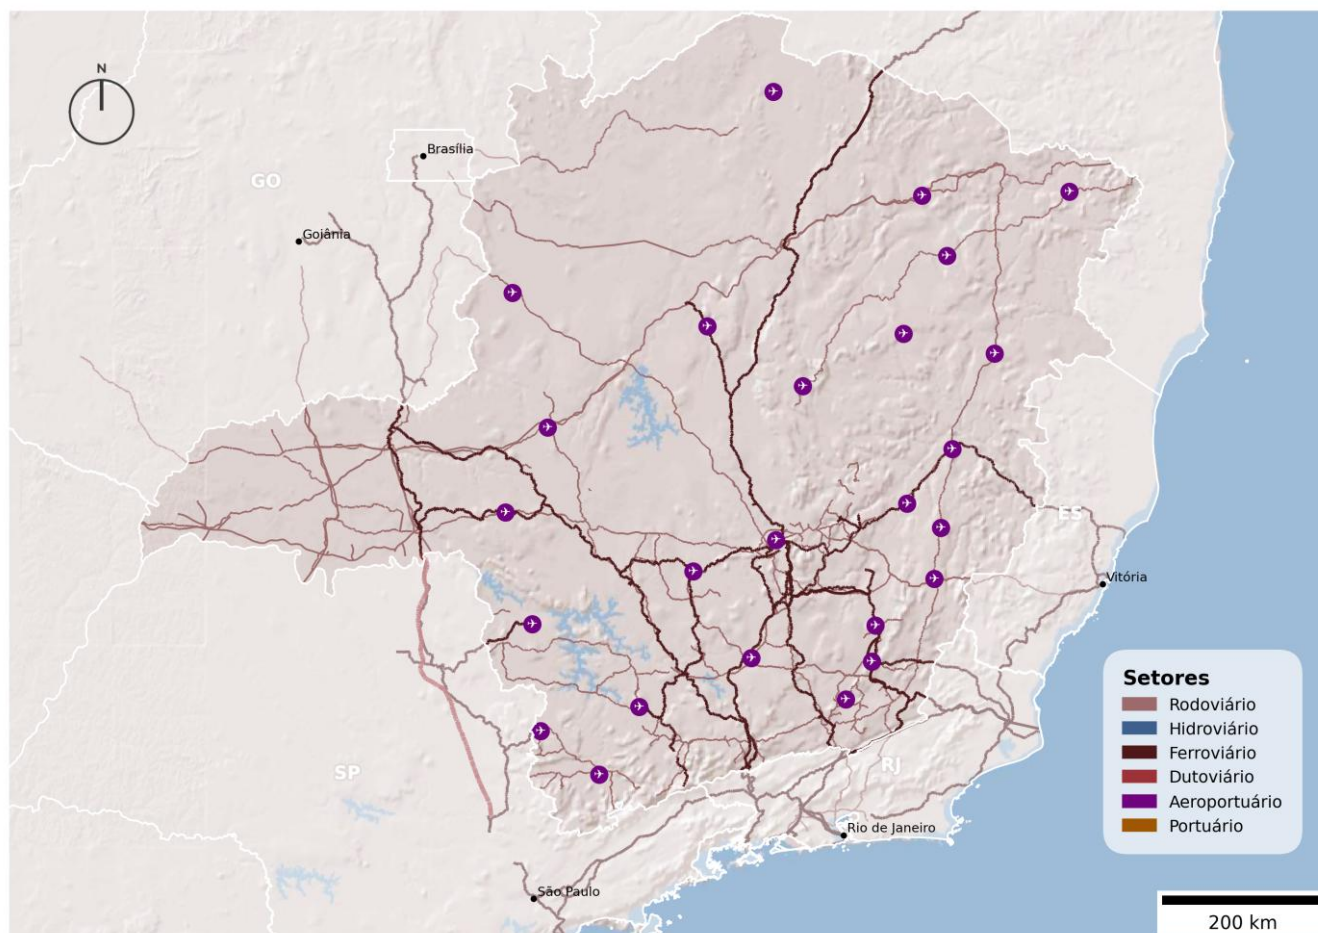 N
Brasília
GO
Goiânia
ES
Vitória
SP
RJ
Rio de Janeiro
São Paulo
Setores
Rodoviário
Hidroviário
Ferroviário
Dutoviário
Aeroportuário
Portuário
200 km